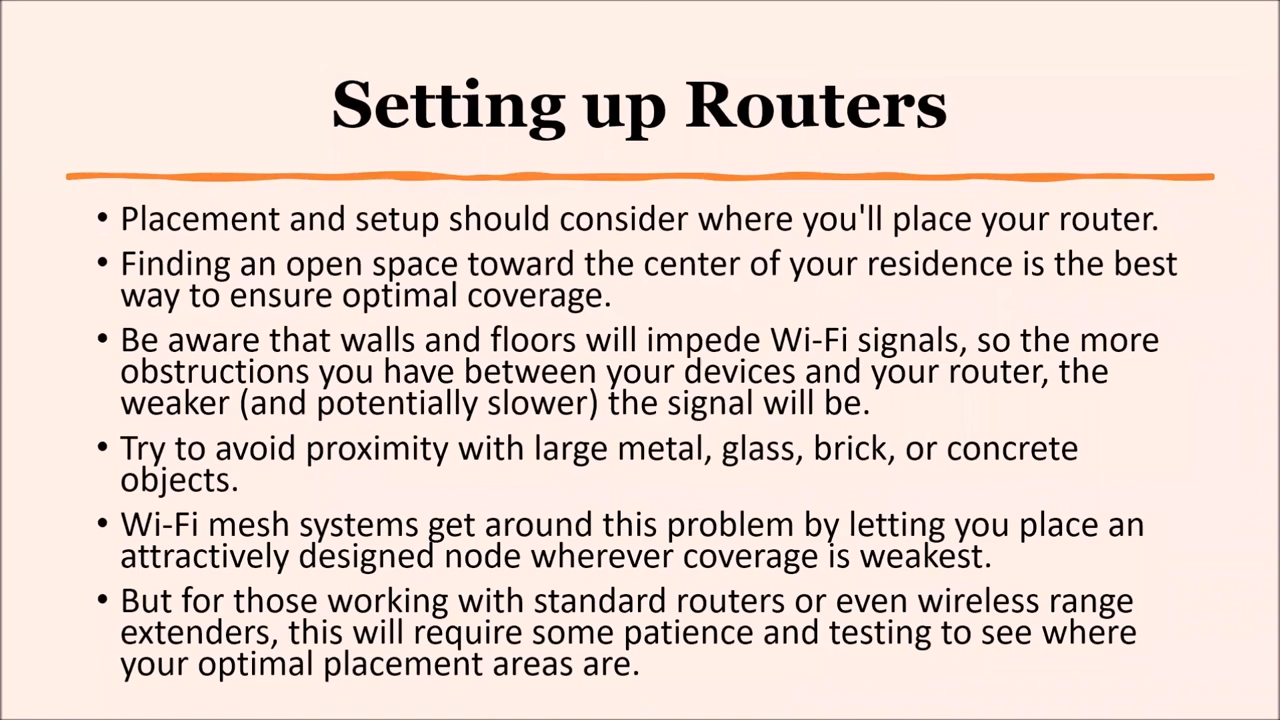 Setting up Routers
• Placement and setup should consider where you'll place your router.
• Finding an open space toward the center of your residence is the best
way to ensure optimal coverage.
• Be aware that walls and floors will impede Wi-Fi signals, so the more
obstructions you have between your devices and your router, the
weaker (and potentially slower) the signal will be.
• Try to avoid proximity with large metal, glass, brick, or concrete
objects.
• Wi-Fi mesh systems get around this problem by letting you place an
attractively designed node wherever coverage is weakest.
• But for those working with standard routers or even wireless range
extenders, this will require some patience and testing to see where
your optimal placement areas are.